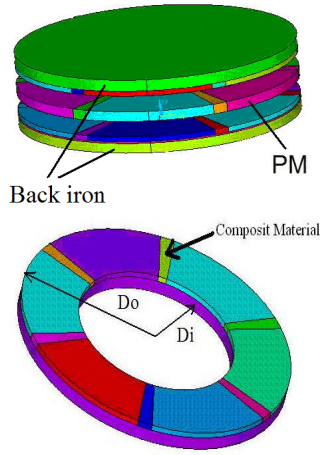 PM
Back iron
Composit Material
Do
Di